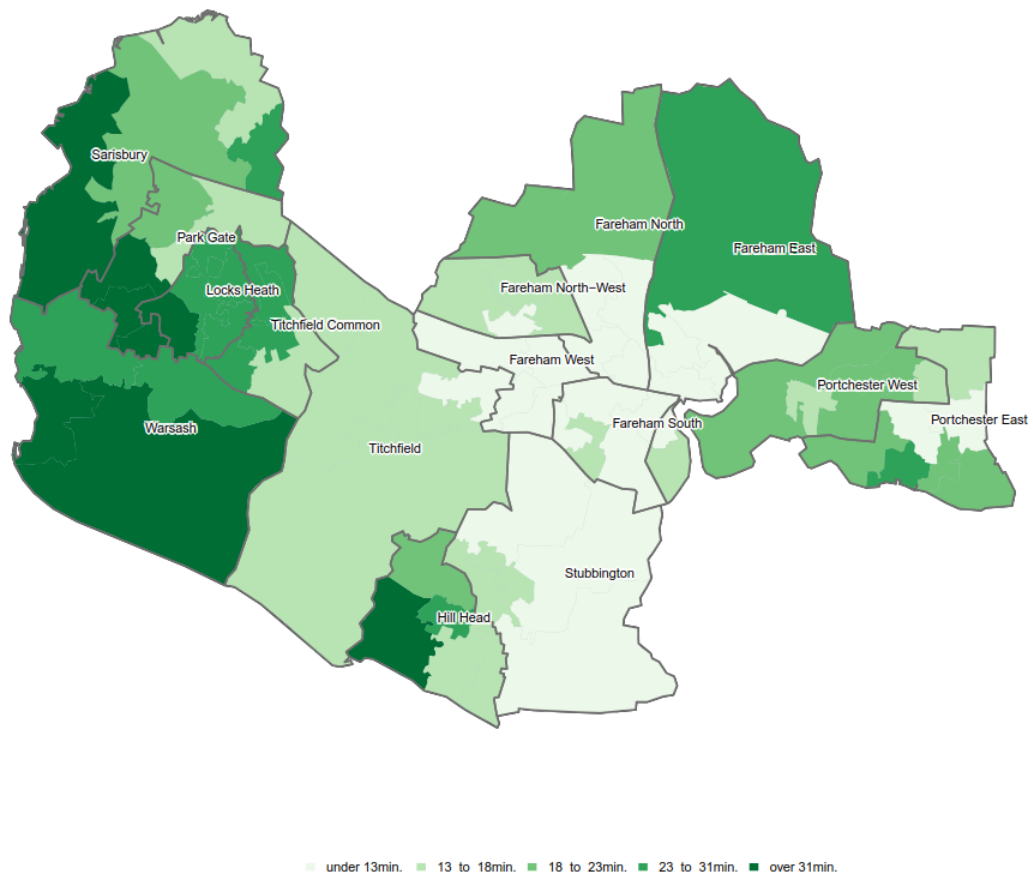 Sarisbury
Park Gate
Fareham North
Fareham East
Locks Heath
Fareham North−West
Titchfield Common
Fareham West
Portchester West
Warsash
Fareham South
Portchester East
Titchfield
Stubbington
Hill Head
under 13min. 13 to 18min. 18 to 23min. 23 to 31min. over 31min.